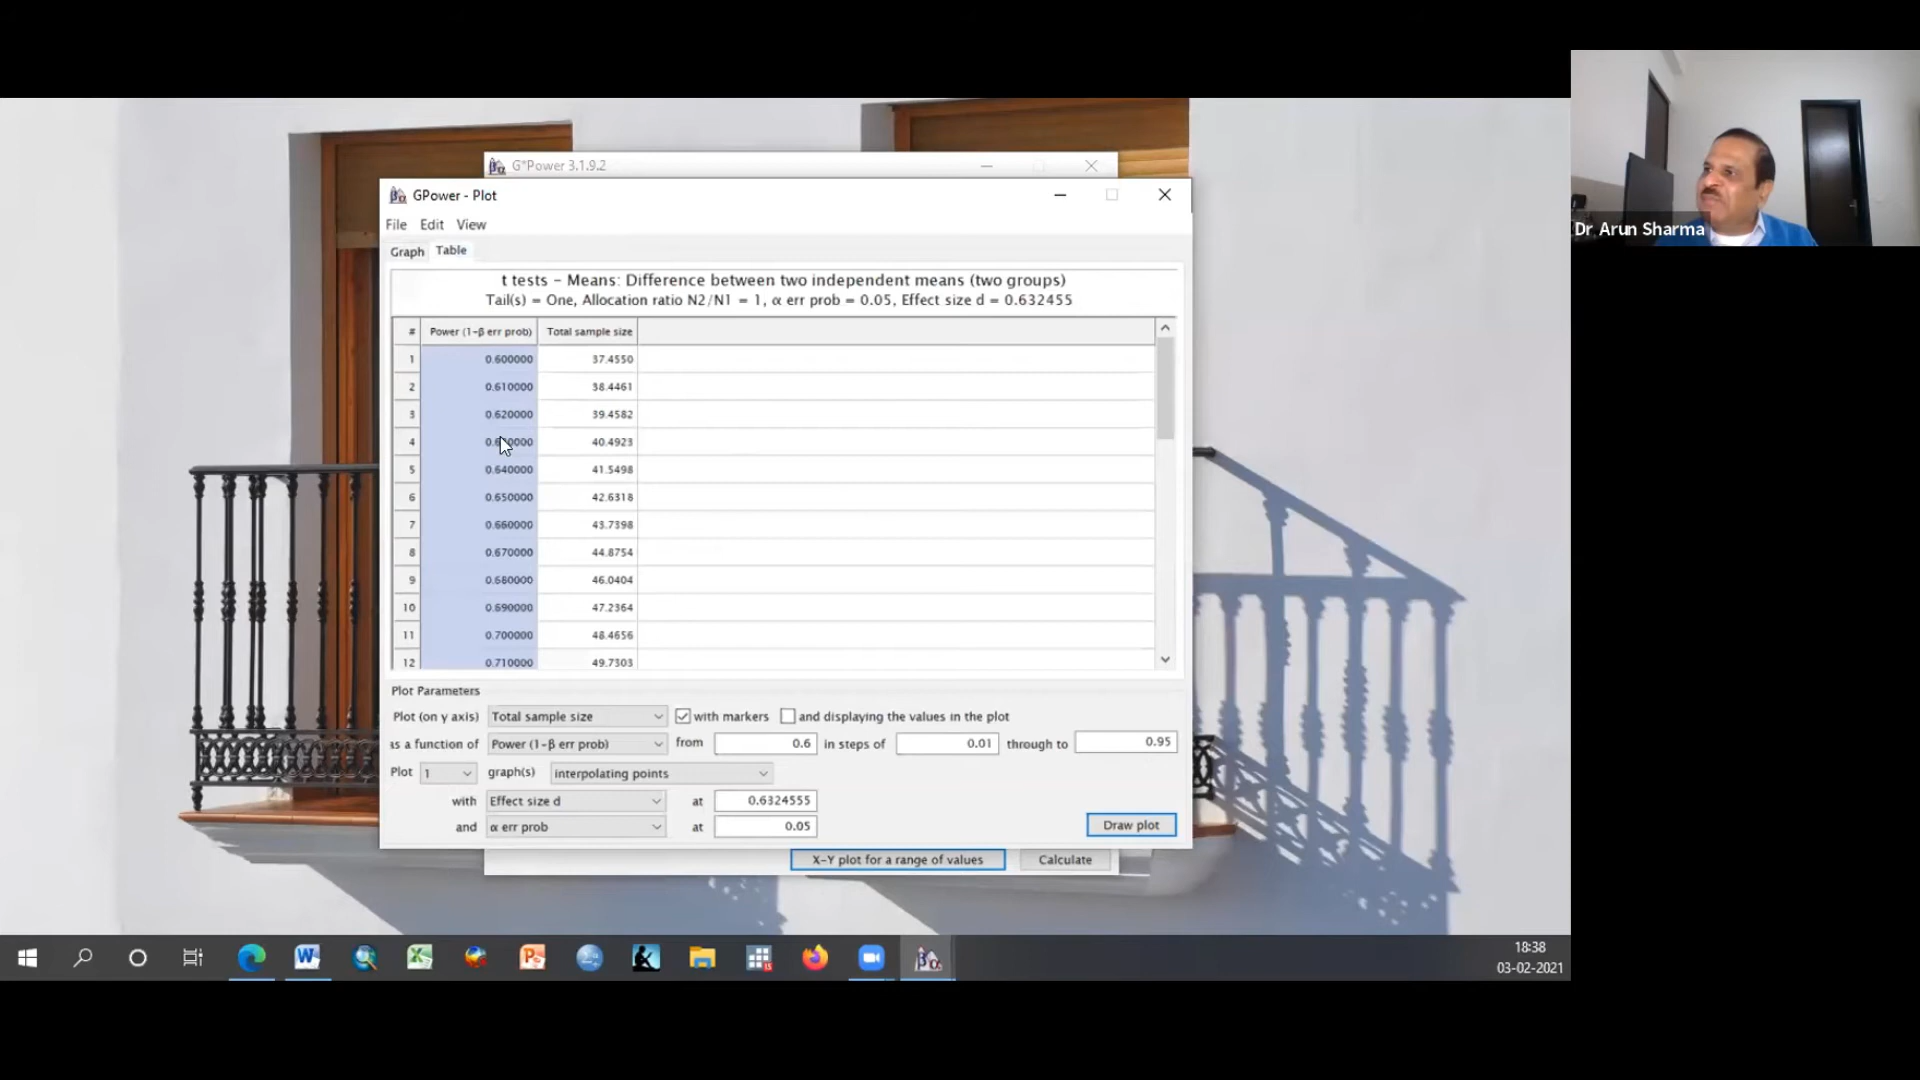 G*Power 3.1.9.2
GPower - Plot
File Edit View
Graph Table
t tests - Means: Difference between two independent means (two groups)
Tail(s) = One, Allocation ratio N2/N1 = 1, α err prob = 0.05, Effect size d = 0.632455
# Power (1-β err prob) Total sample size
1 0.600000 37.4550
2 0.610000 38.4461
3 0.620000 39.4582
4 40.4923
5 0.640000 41.5498
6 0.650000 42.6318
7 0.660000 43.7398
8 0.670000 44.8754
9 0.680000 46.0404
10 0.690000 47.2364
11 0.700000 48.4656
12 0.710000 49.7303
Plot Parameters
Plot (on y axis) Total sample size with markers and displaying the values in the plot
as a function of Power (1-β err prob) from 0.6 in steps of 0.01 through to 0.95
Plot 1 graph(s) interpolating points
with Effect size d at 0.6324555
and α err prob at 0.05
Draw plot
X-Y plot for a range of values Calculate
18:38
03-02-2021
Dr Arun Sharma